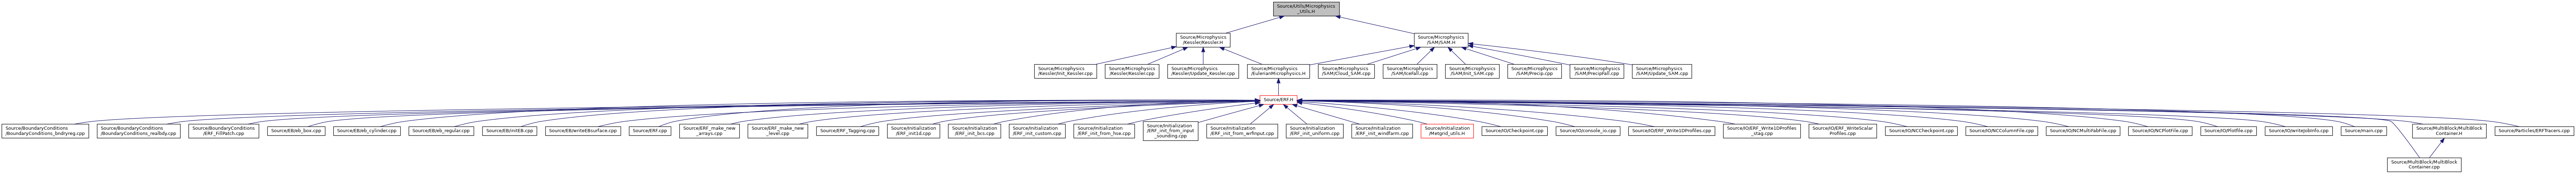 Source/Utils/Microphysics
_Utils.H
Source/Microphysics
/Kessler/Kessler.H
Source/Microphysics
/SAM/SAM.H
Source/Microphysics
/Kessler/Init_Kessler.cpp
Source/Microphysics
/Kessler/Kessler.cpp
Source/Microphysics
/Kessler/Update_Kessler.cpp
Source/Microphysics
/EulerianMicrophysics.H
Source/Microphysics
/SAM/Cloud_SAM.cpp
Source/Microphysics
/SAM/IceFall.cpp
Source/Microphysics
/SAM/Init_SAM.cpp
Source/Microphysics
/SAM/Precip.cpp
Source/Microphysics
/SAM/PrecipFall.cpp
Source/Microphysics
/SAM/Update_SAM.cpp
Source/ERF.H
Source/BoundaryConditions
/BoundaryConditions_bndryreg.cpp
Source/BoundaryConditions
/BoundaryConditions_realbdy.cpp
Source/BoundaryConditions
/ERF_FillPatch.cpp
Source/EB/eb_box.cpp
Source/EB/eb_cylinder.cpp
Source/EB/eb_regular.cpp
Source/EB/initEB.cpp
Source/EB/writeEBsurface.cpp
Source/ERF.cpp
Source/ERF_make_new
_arrays.cpp
Source/ERF_make_new
_level.cpp
Source/ERF_Tagging.cpp
Source/Initialization
/ERF_init1d.cpp
Source/Initialization
/ERF_init_bcs.cpp
Source/Initialization
/ERF_init_custom.cpp
Source/Initialization
/ERF_init_from_hse.cpp
Source/Initialization
/ERF_init_from_input
_sounding.cpp
Source/Initialization
/ERF_init_from_wrfinput.cpp
Source/Initialization
/ERF_init_uniform.cpp
Source/Initialization
/ERF_init_windfarm.cpp
Source/Initialization
/Metgrid_utils.H
Source/IO/Checkpoint.cpp
Source/IO/console_io.cpp
Source/IO/ERF_Write1DProfiles.cpp
Source/IO/ERF_Write1DProfiles
_stag.cpp
Source/IO/ERF_WriteScalar
Profiles.cpp
Source/IO/NCCheckpoint.cpp
Source/IO/NCColumnFile.cpp
Source/IO/NCMultiFabFile.cpp
Source/IO/NCPlotFile.cpp
Source/IO/Plotfile.cpp
Source/IO/writeJobInfo.cpp
Source/main.cpp
Source/MultiBlock/MultiBlock
Container.H
Source/Particles/ERFTracers.cpp
Source/MultiBlock/MultiBlock
Container.cpp